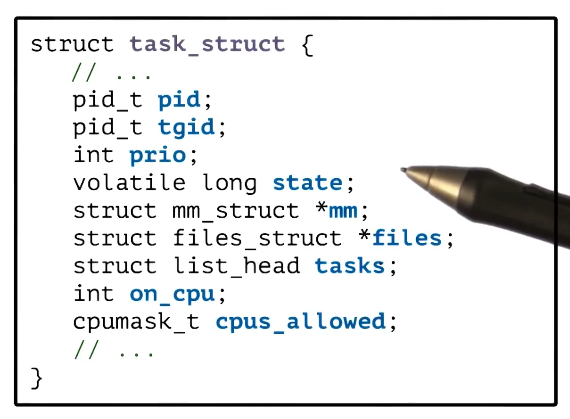 struct task_struct {
// ...
pid_t pid;
pid_t tgid;
int prio;
volatile long state;
struct mm_struct *mm;
struct files_struct *files;
struct list_head tasks;
int on_cpu;
cpumask_t cpus_allowed;
// ...
}